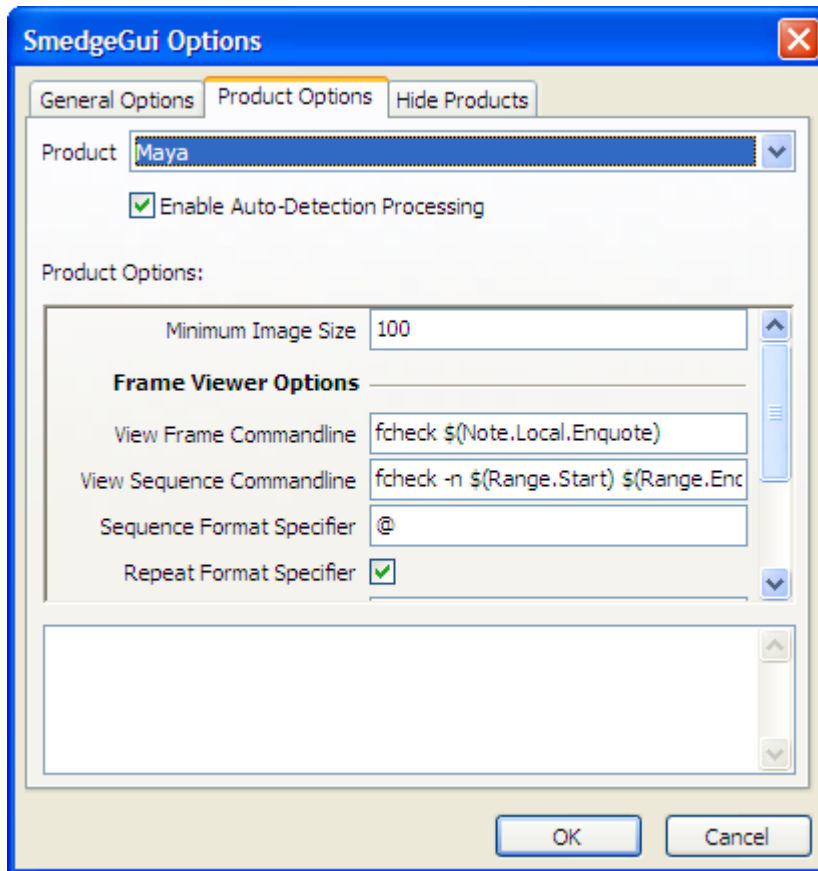 SmedgeGui Options
General Options Product Options Hide Products
Product Maya
Enable Auto-Detection Processing
Product Options:
Minimum Image Size 100
Frame Viewer Options
View Frame Commandline fcheck $(Note.Local.Enquote)
View Sequence Commandline fcheck -n $(Range.Start) $(Range.End
Sequence Format Specifier @
Repeat Format Specifier
OK Cancel